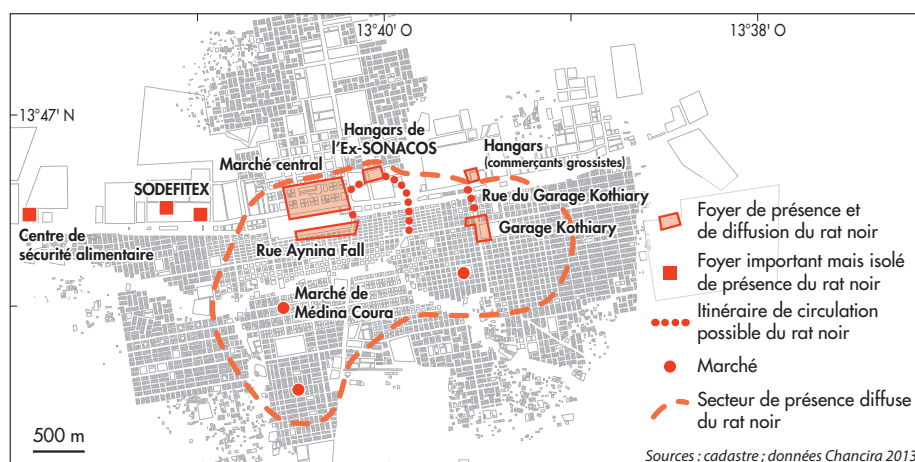 13°40' O
13°38' O
13°47' N
Hangars de
l'Ex-SONACOS
Marché central
Hangars
(commerçants grossistes)
SODEFITEX
Rue du Garage Kothiary
Centre de
sécurité alimentaire
Rue Aynina Fall
Garage Kothiary
Marché de
Médina Coura
Foyer de présence et
de diffusion du rat noir
Foyer important mais isolé
de présence du rat noir
Itinéraire de circulation
possible du rat noir
Marché
Secteur de présence diffuse
du rat noir
500 m
Sources : cadastre ; données Chancira 2013